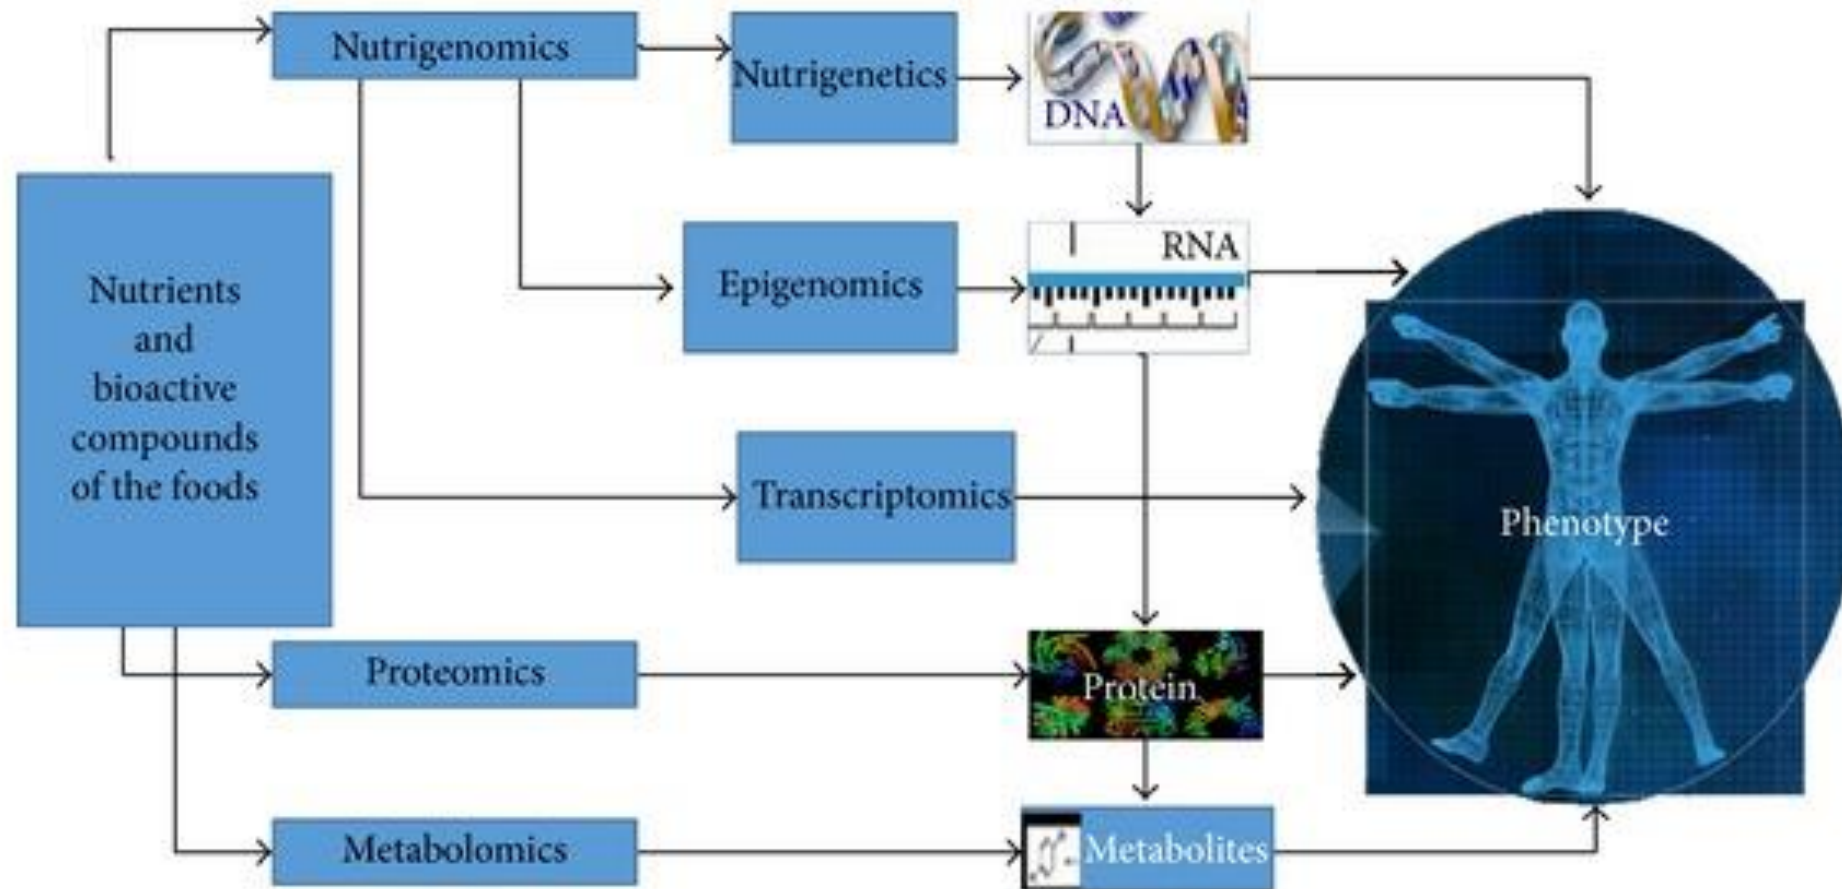 Nutrigenomics
Nutrigenetics
DNA
Nutrients
and
bioactive
compounds
of the foods
Epigenomics
RNA
Transcriptomics
Phenotype
Proteomics
Protein
Metabolomics
Metabolites